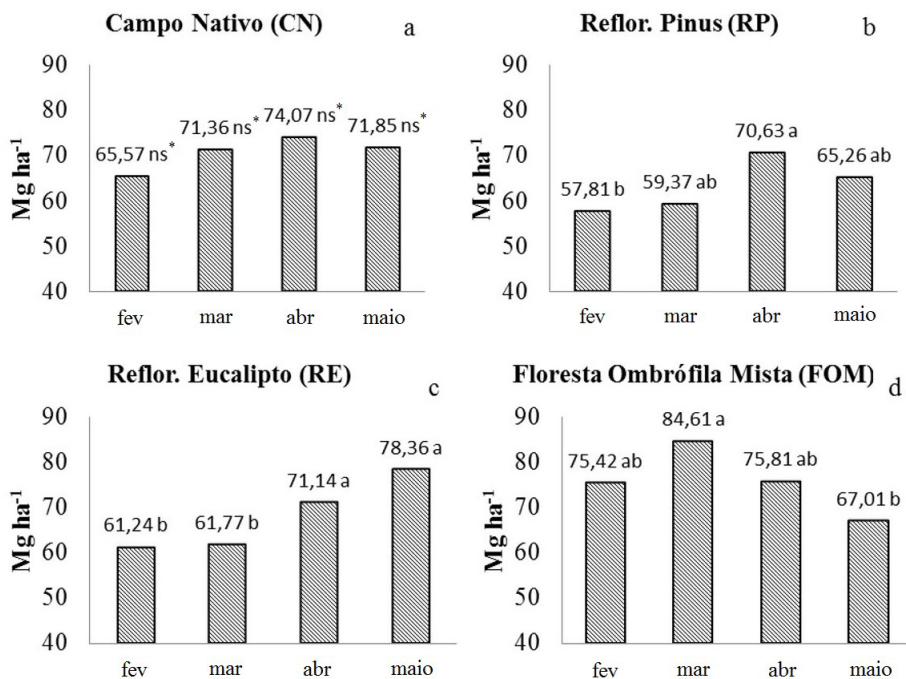 Campo Nativo (CN)
a
Mg ha-1
90
80
70
60
50
40
65,57 ns*
71,36 ns*
74,07 ns*
71,85 ns*
fev mar abr maio
Reflor. Pinus (RP)
b
Mg ha-1
90
80
70
60
50
40
57,81 b
59,37 ab
70,63 a
65,26 ab
fev mar abr maio
Reflor. Eucalipto (RE)
c
Mg ha-1
90
80
70
60
50
40
61,24 b
61,77 b
71,14 a
78,36 a
fev mar abr maio
Floresta Ombrófila Mista (FOM)
d
Mg ha-1
90
80
70
60
50
40
75,42 ab
84,61 a
75,81 ab
67,01 b
fev mar abr maio